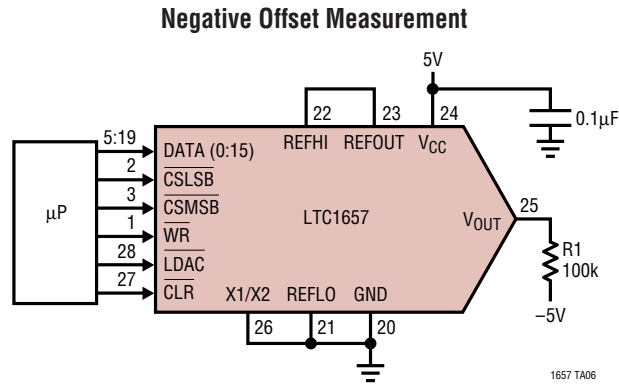 Negative Offset Measurement
5V
22 23 24
0.1µF
5:19 DATA (0:15) REFHI REFOUT VCC
2 CSLSB
µP 3 CSMSB LTC1657 VOUT 25
1 WR
28 LDAC R1
100k
27 CLR X1/X2 REFLO GND
–5V
26 21 20
1657 TA06